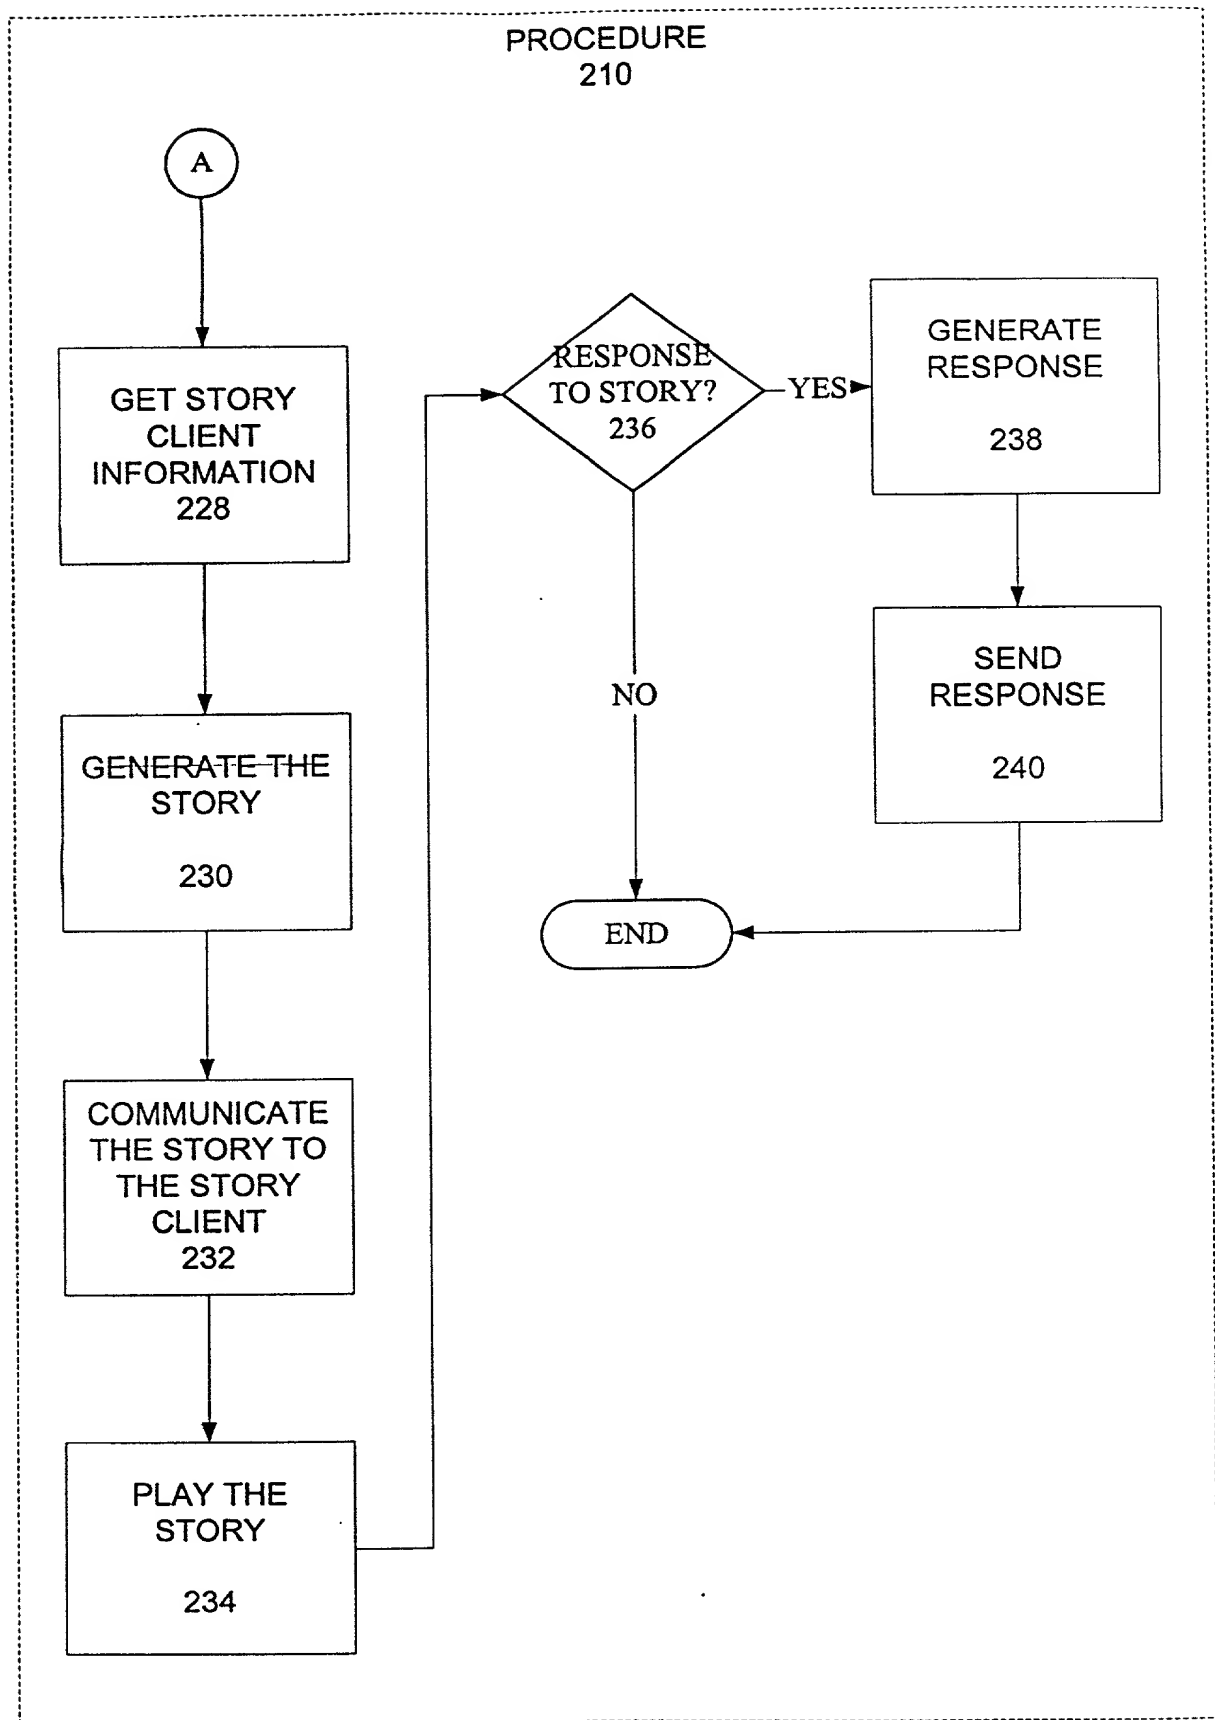 PROCEDURE
210
A
GET STORY
CLIENT
INFORMATION
228
GENERATE THE
STORY
230
COMMUNICATE
THE STORY TO
THE STORY
CLIENT
232
PLAY THE
STORY
234
RESPONSE
TO STORY?
236
YES
NO
GENERATE
RESPONSE
238
SEND
RESPONSE
240
END